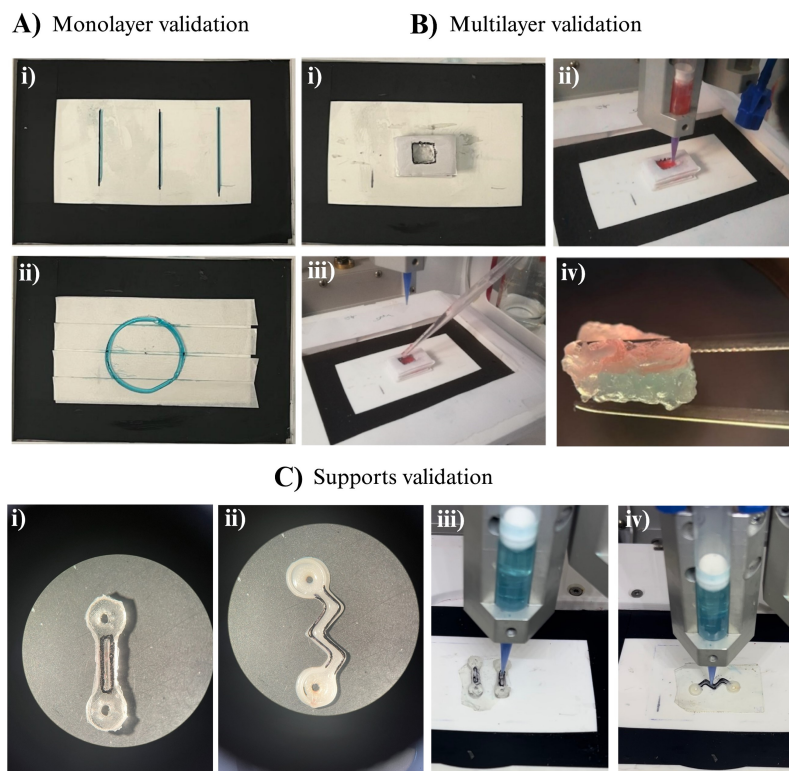 A) Monolayer validation
B) Multilayer validation
i)
i)
ii)
ii)
iii)
iv)
C) Supports validation
i)
ii)
iii)
iv)